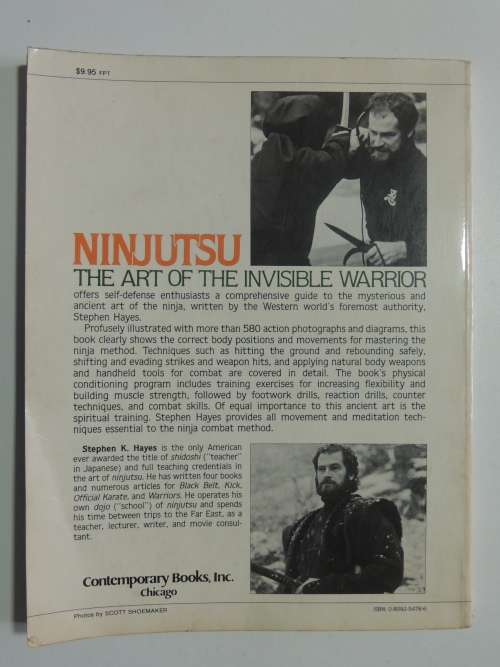 $9.95 FPT
NINJUTSU
THE ART OF THE INVISIBLE WARRIOR
offers self-defense enthusiasts a comprehensive guide to the mysterious and
ancient art of the ninja, written by the Western world's foremost authority,
Stephen Hayes.
Profusely illustrated with more than 580 action photographs and diagrams, this
book clearly shows the correct body positions and movements for mastering the
ninja method. Techniques such as hitting the ground and rebounding safely,
shifting and evading strikes and weapon hits, and applying natural body weapons
and handheld tools for combat are covered in detail. The book's physical
conditioning program includes training exercises for increasing flexibility and
building muscle strength, followed by footwork drills, reaction drills, counter
techniques, and combat skills. Of equal importance to this ancient art is the
spiritual training. Stephen Hayes provides all movement and meditation tech-
niques essential to the ninja combat method.
Stephen K. Hayes is the only American
ever awarded the title of shidoshi ("teacher"
in Japanese) and full teaching credentials in
the art of ninjutsu. He has written four books
and numerous articles for Black Belt, Kick,
Official Karate, and Warriors. He operates his
own dojo ("school") of ninjutsu and spends
his time between trips to the Far East, as a
teacher, lecturer, writer, and movie consul-
tant.
Contemporary Books, Inc.
Chicago
Photos by SCOTT SHOEMAKER
ISBN: 0-8092-5478-6